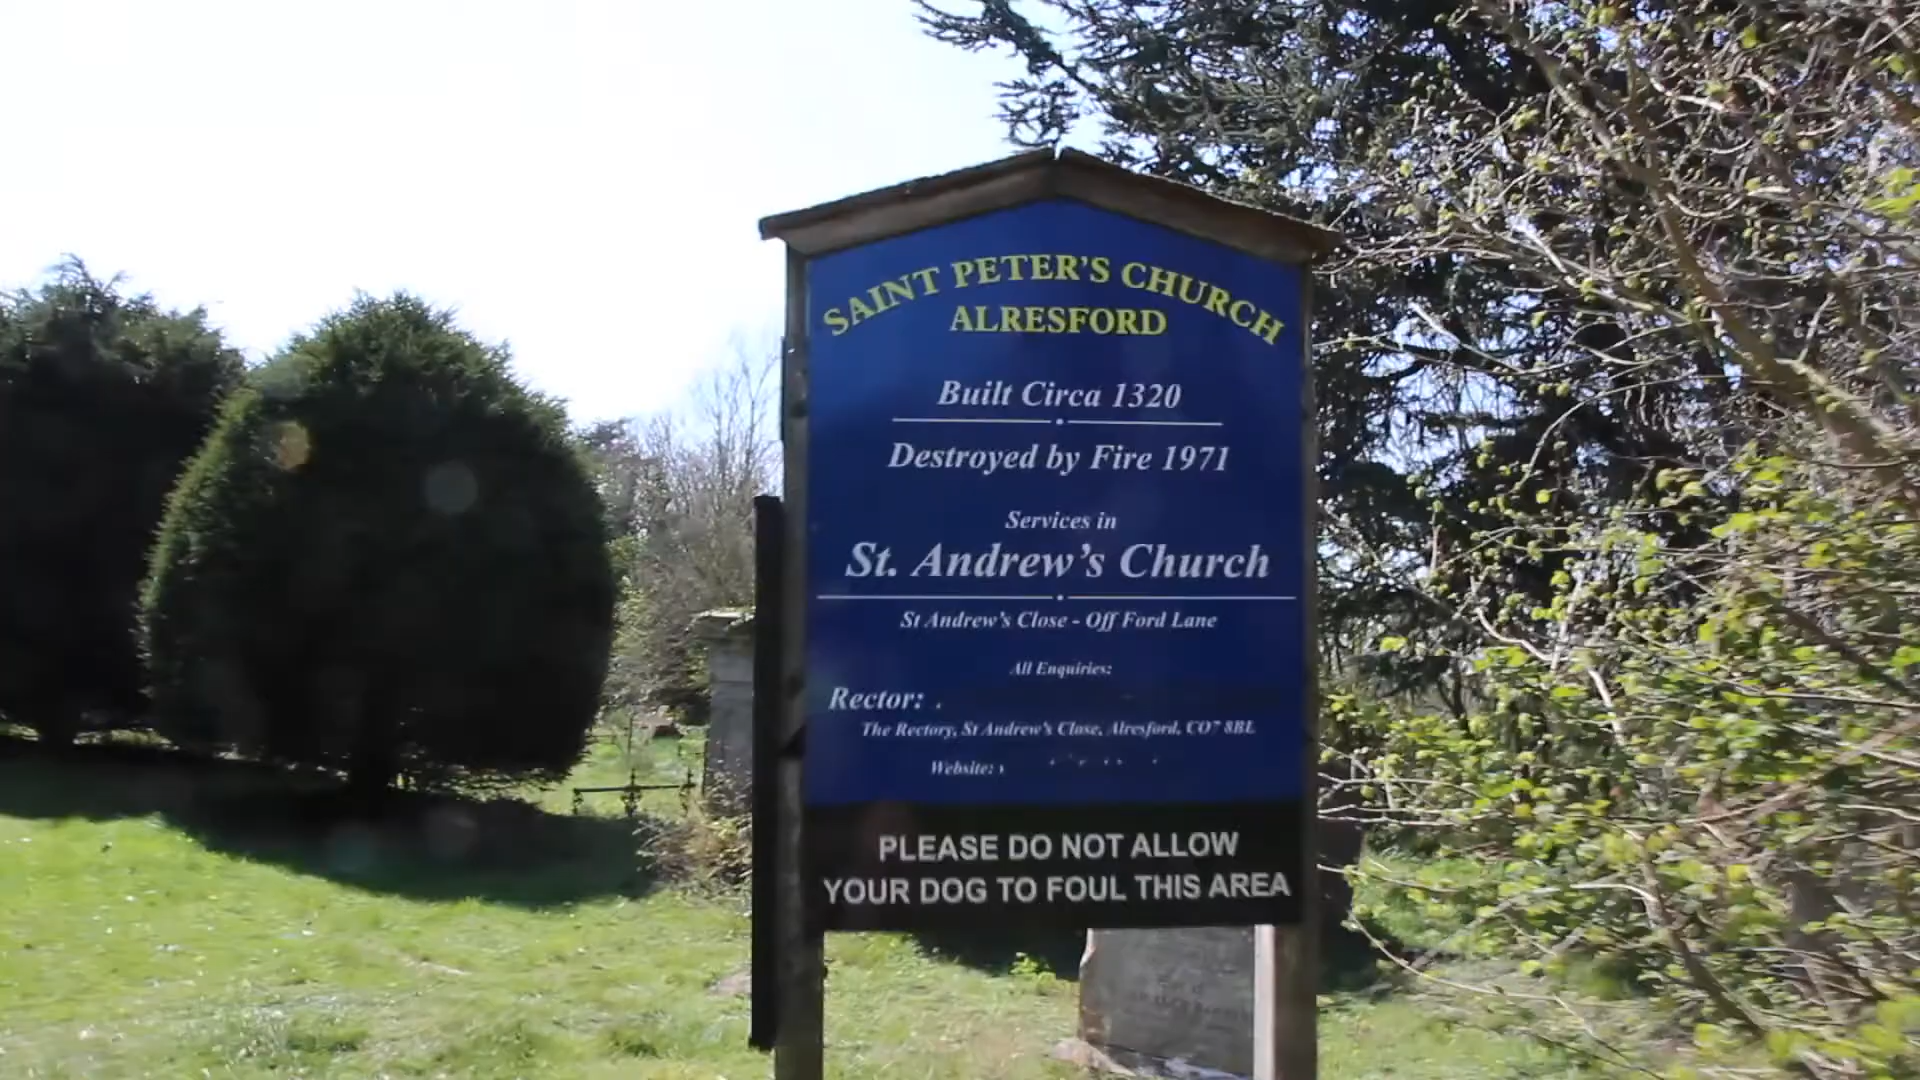 SAINT PETER'S CHURCH
ALRESFORD
Built Circa 1320
Destroyed by Fire 1971
Services in
St. Andrew's Church
St Andrew's Close - Off Ford Lane
All Enquiries:
Rector:
The Rectory, St Andrew's Close, Alresford, CO7 8BL
Website:
PLEASE DO NOT ALLOW
YOUR DOG TO FOUL THIS AREA